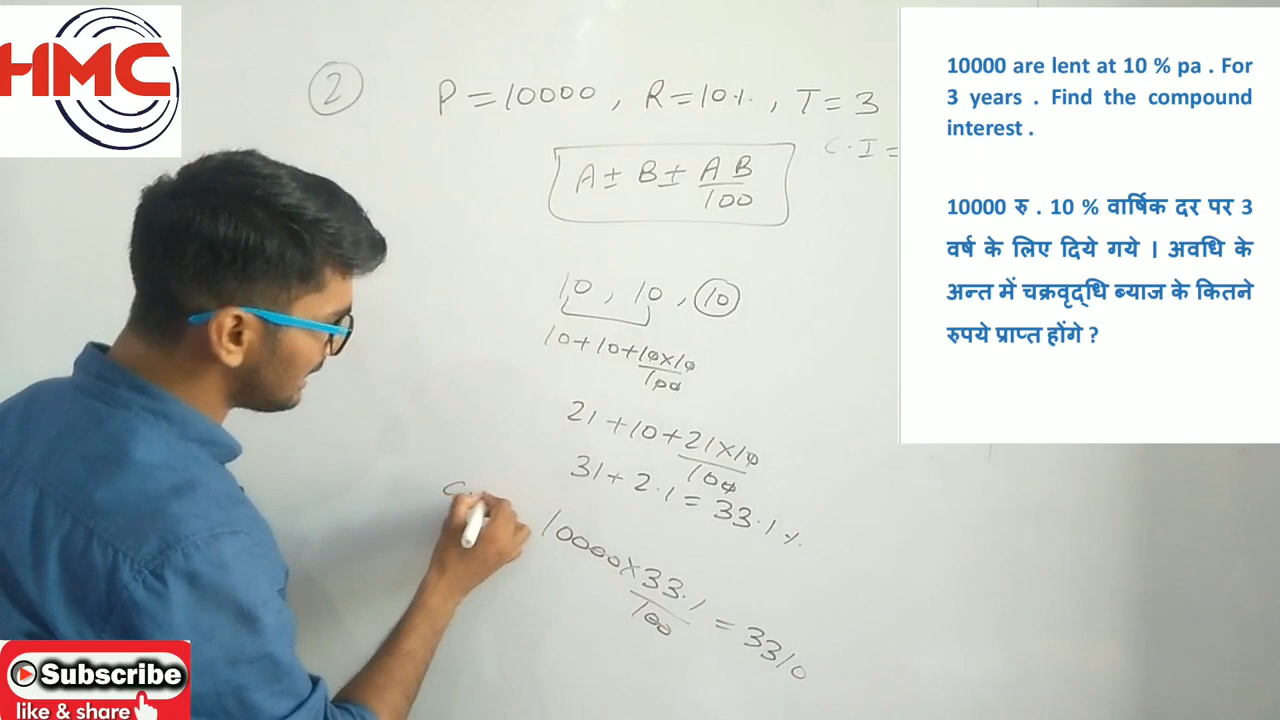 HMC
2 P = 10000 , R = 10% , T = 3
C.I =
A ± B ± AB/100
10 , 10 , 10
10+10+10×10/100
21+10+21×10/100
31+2.1 = 33.1%
C.
10000×33.1/100 = 3310
10000 are lent at 10 % pa . For
3 years . Find the compound
interest .
10000 रु . 10 % वार्षिक दर पर 3
वर्ष के लिए दिये गये । अवधि के
अन्त में चक्रवृद्धि ब्याज के कितने
रुपये प्राप्त होंगे ?
Subscribe
like & share